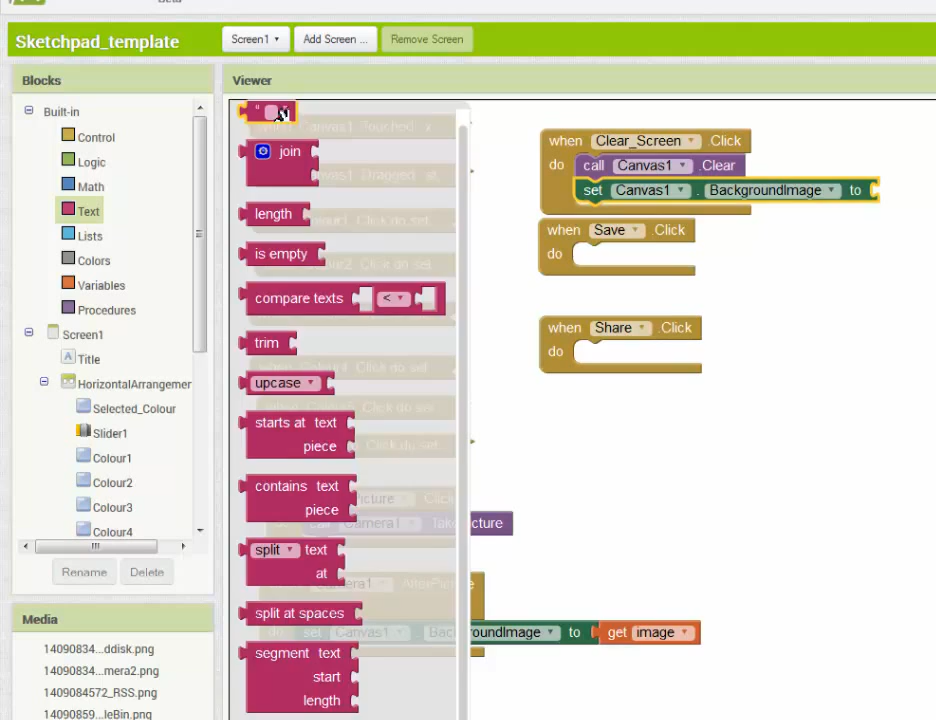 Sketchpad_template
Screen1
Add Screen ...
Remove Screen
Blocks
Viewer
Built-in
Control
Logic
Math
Text
Lists
Colors
Variables
Procedures
Screen1
Title
HorizontalArrangemer
Selected_Colour
Slider1
Colour1
Colour2
Colour3
Colour4
Rename
Delete
Media
14090834...ddisk.png
14090834...mera2.png
1409084572_RSS.png
14090859...leBin.png
" "
join
length
is empty
compare texts <
trim
upcase
starts at text
piece
contains text
piece
split text
at
split at spaces
segment text
start
length
when Clear_Screen .Click
do call Canvas1 .Clear
set Canvas1 . BackgroundImage to
when Save .Click
do
when Share .Click
do
cture
roundImage to get image